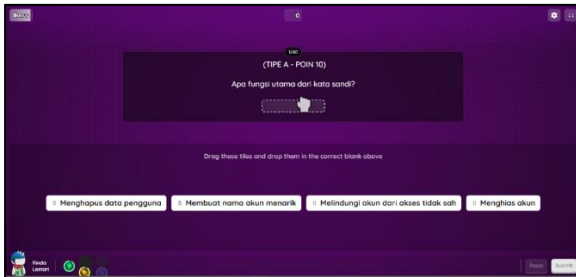 Bonus
0
1/40
(TIPE A - POIN 10)
Apa fungsi utama dari kata sandi?
Drag these tiles and drop them in the correct blank above
Menghapus data pengguna
Membuat nama akun menarik
Melindungi akun dari akses tidak sah
Menghias akun
Reset
Submit